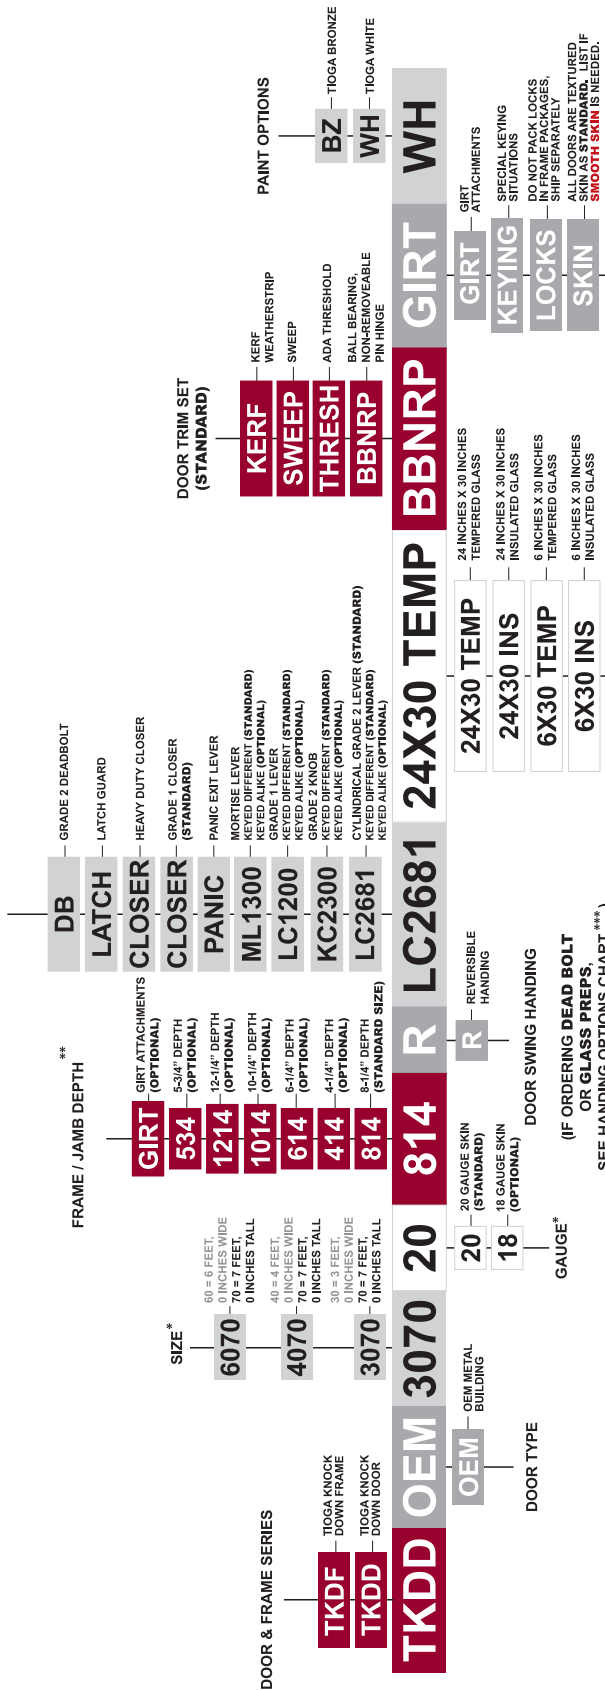 DOOR & FRAME SERIES
TKDF
TIOGA KNOCK
DOWN FRAME
TKDD
TIOGA KNOCK
DOWN DOOR
SIZE*
6070
60 = 6 FEET,
0 INCHES WIDE
70 = 7 FEET,
0 INCHES TALL
4070
40 = 4 FEET,
0 INCHES WIDE
70 = 7 FEET,
0 INCHES TALL
3070
30 = 3 FEET,
0 INCHES WIDE
70 = 7 FEET,
0 INCHES TALL
FRAME / JAMB DEPTH **
GIRT
GIRT ATTACHMENTS
(OPTIONAL)
534
5-3/4” DEPTH
(OPTIONAL)
1214
12-1/4” DEPTH
(OPTIONAL)
1014
10-1/4” DEPTH
(OPTIONAL)
614
6-1/4” DEPTH
(OPTIONAL)
414
4-1/4” DEPTH
(OPTIONAL)
814
8-1/4” DEPTH
(STANDARD SIZE)
DB
GRADE 2 DEADBOLT
LATCH
LATCH GUARD
CLOSER
HEAVY DUTY CLOSER
CLOSER
GRADE 1 CLOSER
(STANDARD)
PANIC
PANIC EXIT LEVER
ML1300
MORTISE LEVER
KEYED DIFFERENT (STANDARD)
KEYED ALIKE (OPTIONAL)
LC1200
GRADE 1 LEVER
KEYED DIFFERENT (STANDARD)
KEYED ALIKE (OPTIONAL)
KC2300
GRADE 2 KNOB
KEYED DIFFERENT (STANDARD)
KEYED ALIKE (OPTIONAL)
LC2681
CYLINDRICAL GRADE 2 LEVER (STANDARD)
KEYED DIFFERENT (STANDARD)
KEYED ALIKE (OPTIONAL)
DOOR TRIM SET
(STANDARD)
KERF
KERF
WEATHERSTRIP
SWEEP
SWEEP
THRESH
ADA THRESHOLD
BBNRP
BALL BEARING,
NON-REMOVEABLE
PIN HINGE
PAINT OPTIONS
BZ
TIOGA BRONZE
WH
TIOGA WHITE
TKDD OEM 3070 20 814 R LC2681 24X30 TEMP BBNRP GIRT WH
OEM
OEM METAL
BUILDING
DOOR TYPE
20
20 GAUGE SKIN
(STANDARD)
18
18 GAUGE SKIN
(OPTIONAL)
GAUGE*
R
REVERSIBLE
HANDING
DOOR SWING HANDING
(IF ORDERING DEAD BOLT
OR GLASS PREPS,
SEE HANDING OPTIONS CHART ***)
24X30 TEMP
24 INCHES X 30 INCHES
TEMPERED GLASS
24X30 INS
24 INCHES X 30 INCHES
INSULATED GLASS
6X30 TEMP
6 INCHES X 30 INCHES
TEMPERED GLASS
6X30 INS
6 INCHES X 30 INCHES
INSULATED GLASS
GIRT
GIRT
ATTACHMENTS
KEYING
SPECIAL KEYING
SITUATIONS
LOCKS
DO NOT PACK LOCKS
IN FRAME PACKAGES,
SHIP SEPARATELY
SKIN
ALL DOORS ARE TEXTURED
SKIN AS STANDARD. LIST IF
SMOOTH SKIN IS NEEDED.